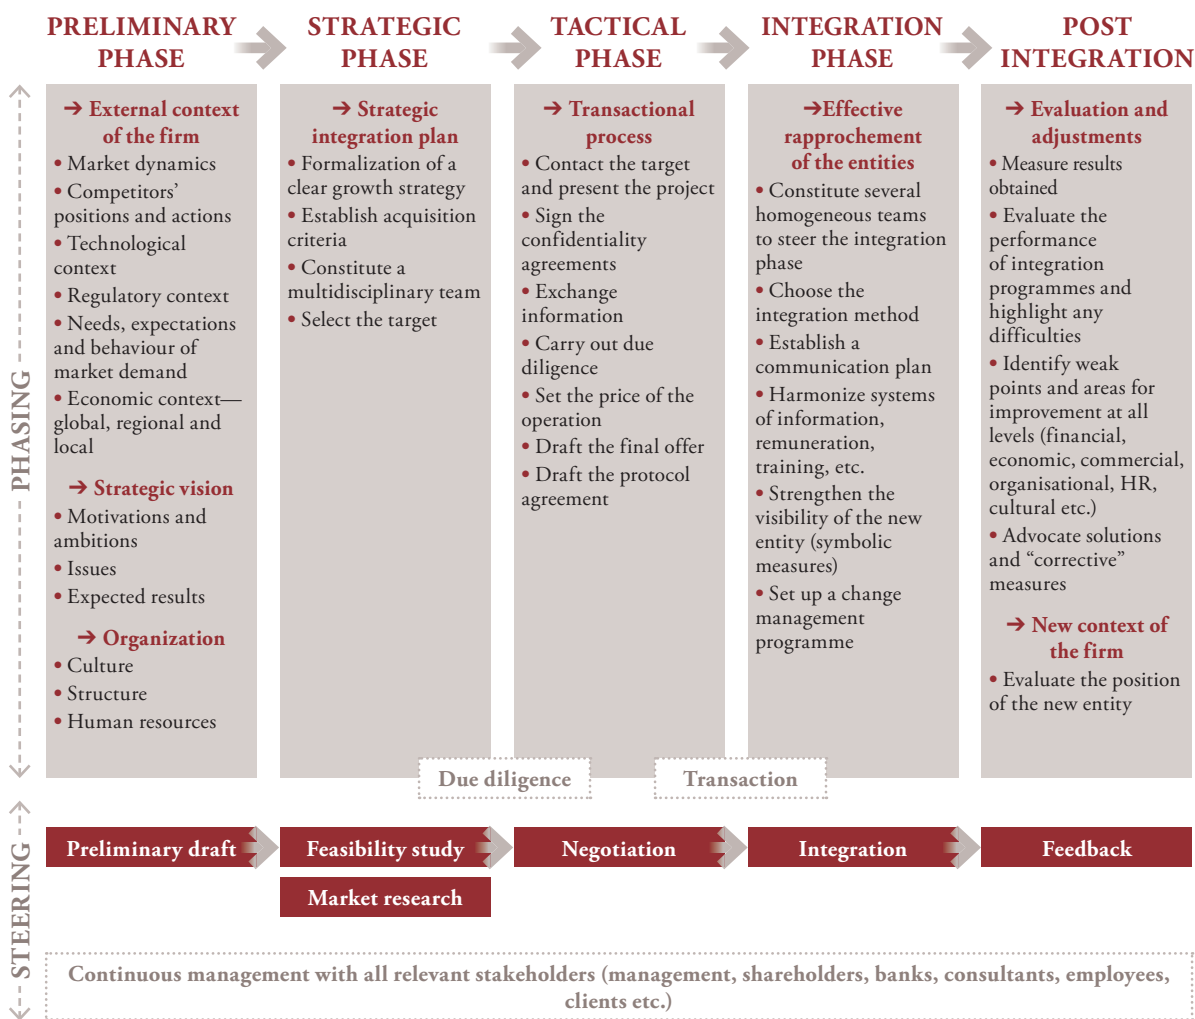 PRELIMINARY
PHASE
STRATEGIC
PHASE
TACTICAL
PHASE
INTEGRATION
PHASE
POST
INTEGRATION
PHASING
➔ External context
of the firm
• Market dynamics
• Competitors’
positions and actions
• Technological
context
• Regulatory context
• Needs, expectations
and behaviour of
market demand
• Economic context—
global, regional and
local
➔ Strategic vision
• Motivations and
ambitions
• Issues
• Expected results
➔ Organization
• Culture
• Structure
• Human resources
➔ Strategic
integration plan
• Formalization of a
clear growth strategy
• Establish acquisition
criteria
• Constitute a
multidisciplinary team
• Select the target
➔ Transactional
process
• Contact the target
and present the project
• Sign the
confidentiality
agreements
• Exchange
information
• Carry out due
diligence
• Set the price of the
operation
• Draft the final offer
• Draft the protocol
agreement
➔Effective
rapprochement
of the entities
• Constitute several
homogeneous teams
to steer the integration
phase
• Choose the
integration method
• Establish a
communication plan
• Harmonize systems
of information,
remuneration,
training, etc.
• Strengthen the
visibility of the new
entity (symbolic
measures)
• Set up a change
management
programme
➔ Evaluation and
adjustments
• Measure results
obtained
• Evaluate the
performance
of integration
programmes and
highlight any
difficulties
• Identify weak
points and areas for
improvement at all
levels (financial,
economic, commercial,
organisational, HR,
cultural etc.)
• Advocate solutions
and “corrective”
measures
➔ New context of
the firm
• Evaluate the position
of the new entity
Due diligence
Transaction
STEERING
Preliminary draft
Feasibility study
Negotiation
Integration
Feedback
Market research
Continuous management with all relevant stakeholders (management, shareholders, banks, consultants, employees,
clients etc.)